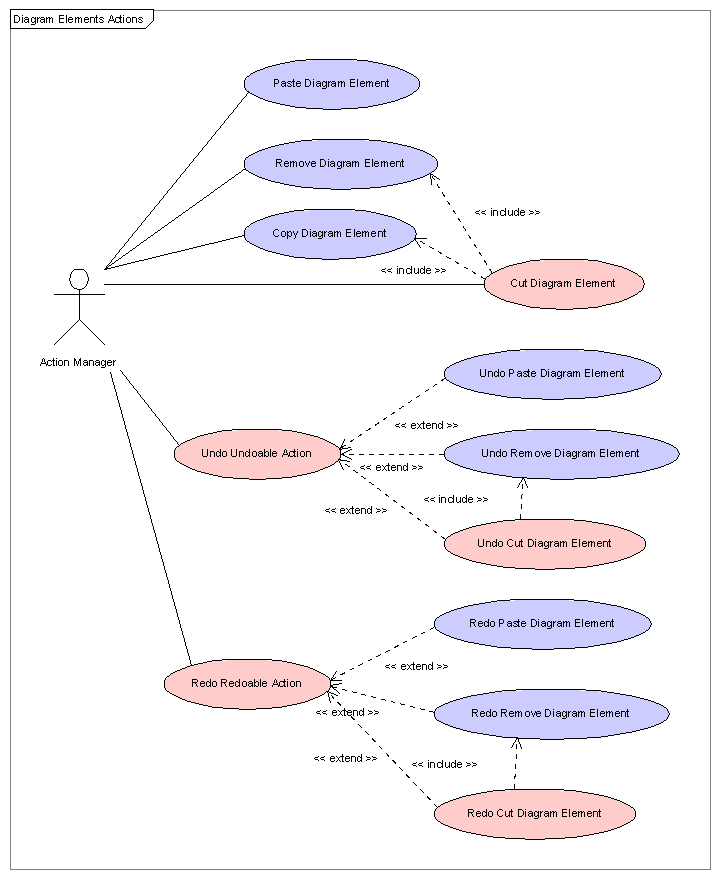 Diagram Elements Actions
Paste Diagram Element
Remove Diagram Element
<< include >>
Copy Diagram Element
<< include >>
Cut Diagram Element
Action Manager
Undo Paste Diagram Element
<< extend >>
Undo Undoable Action
Undo Remove Diagram Element
<< extend >>
<< include >>
<< extend >>
Undo Cut Diagram Element
Redo Paste Diagram Element
<< extend >>
Redo Redoable Action
<< extend >>
Redo Remove Diagram Element
<< extend >>
<< include >>
Redo Cut Diagram Element